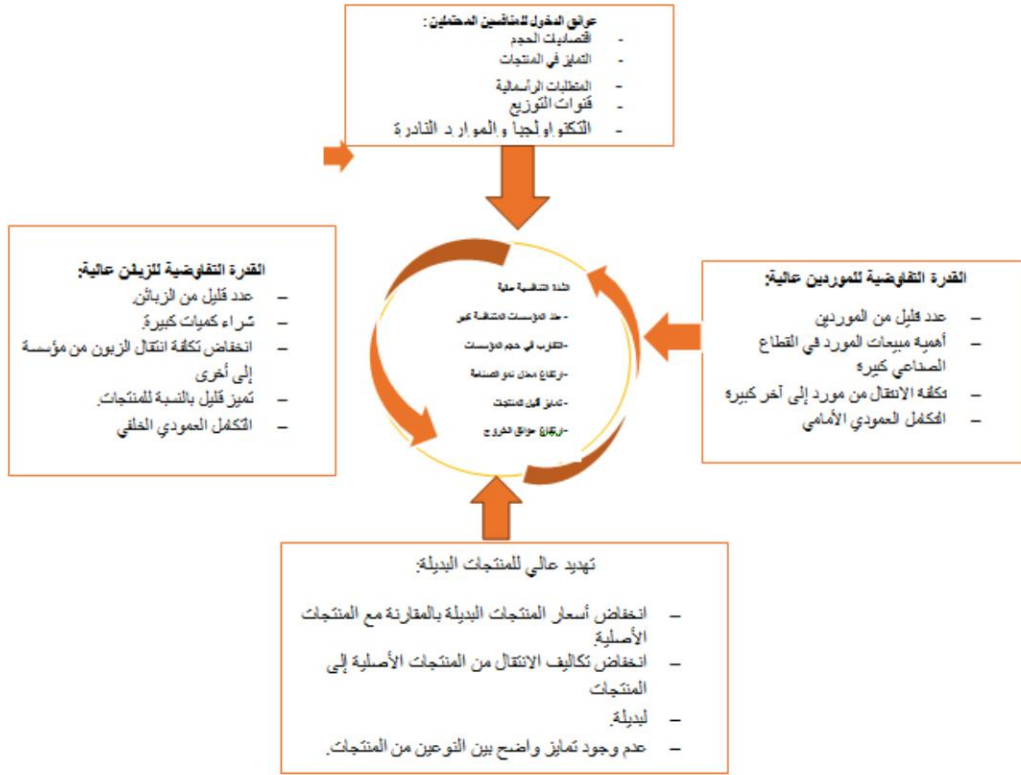 عوائق الدخول للمنافسين المحتملين :
- اقتصاديات الحجم
- التمايز في المنتجات
- المتطلبات الرأسمالية
- قنوات التوزيع
- التكنولوجيا والموارد النادرة
القدرة التفاوضية للموردين عالية:
– عدد قليل من الموردين
– أهمية مبيعات المورد في القطاع
الصناعي كبيرة
– تكلفة الانتقال من مورد إلى آخر كبيرة
– التكامل العمودي الأمامي
الشدة التنافسية عالية
- عدد المؤسسات المتنافسة كبير
- التقارب في حجم المؤسسات
- ارتفاع معدل نمو الصناعة
- تمايز المنتجات
- ارتفاع عوائق الخروج
القدرة التفاوضية للزبائن عالية:
– عدد قليل من الزبائن.
– شراء كميات كبيرة.
– انخفاض تكلفة انتقال الزبون من مؤسسة
إلى أخرى
– تميز قليل بالنسبة للمنتجات.
– التكامل العمودي الخلفي
تهديد عالي للمنتجات البديلة:
– انخفاض أسعار المنتجات البديلة بالمقارنة مع المنتجات
الأصلية.
– انخفاض تكاليف الانتقال من المنتجات الأصلية إلى
المنتجات
– لبديلة.
– عدم وجود تمايز واضح بين النوعين من المنتجات.